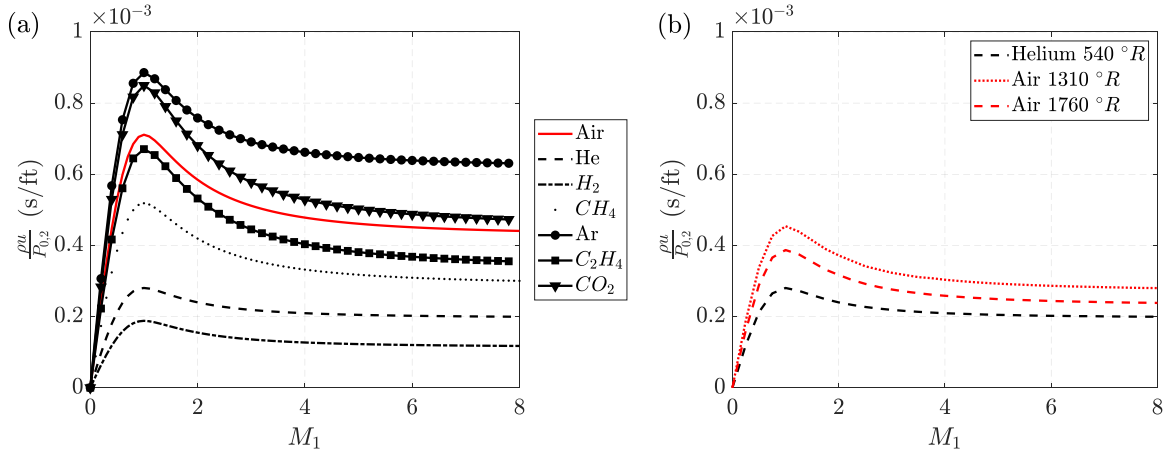 (a)
×10⁻³
1
0.8
0.6
0.4
0.2
0
ρu/P₀,₂ (s/ft)
0 2 4 6 8
M₁
Air
He
H₂
CH₄
Ar
C₂H₄
CO₂
(b)
×10⁻³
1
0.8
0.6
0.4
0.2
0
ρu/P₀,₂ (s/ft)
0 2 4 6 8
M₁
Helium 540 °R
Air 1310 °R
Air 1760 °R